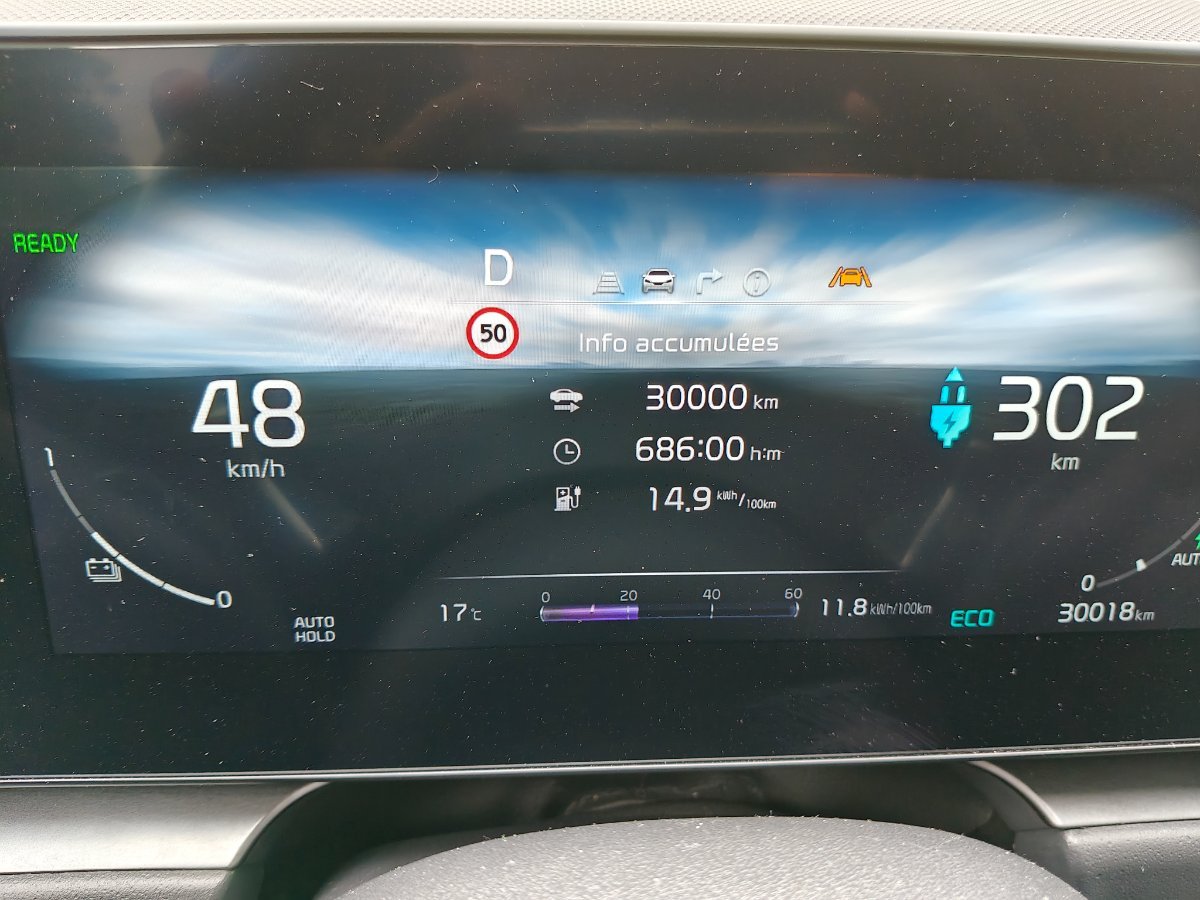 READY
D
50
Info accumulées
48
km/h
30000 km
686:00 h:m
14.9 kWh/100km
302
km
1
0
AUTO
HOLD
17°C
0 20 40 60
11.8 kWh/100km
ECO
0
AUT
30018 km